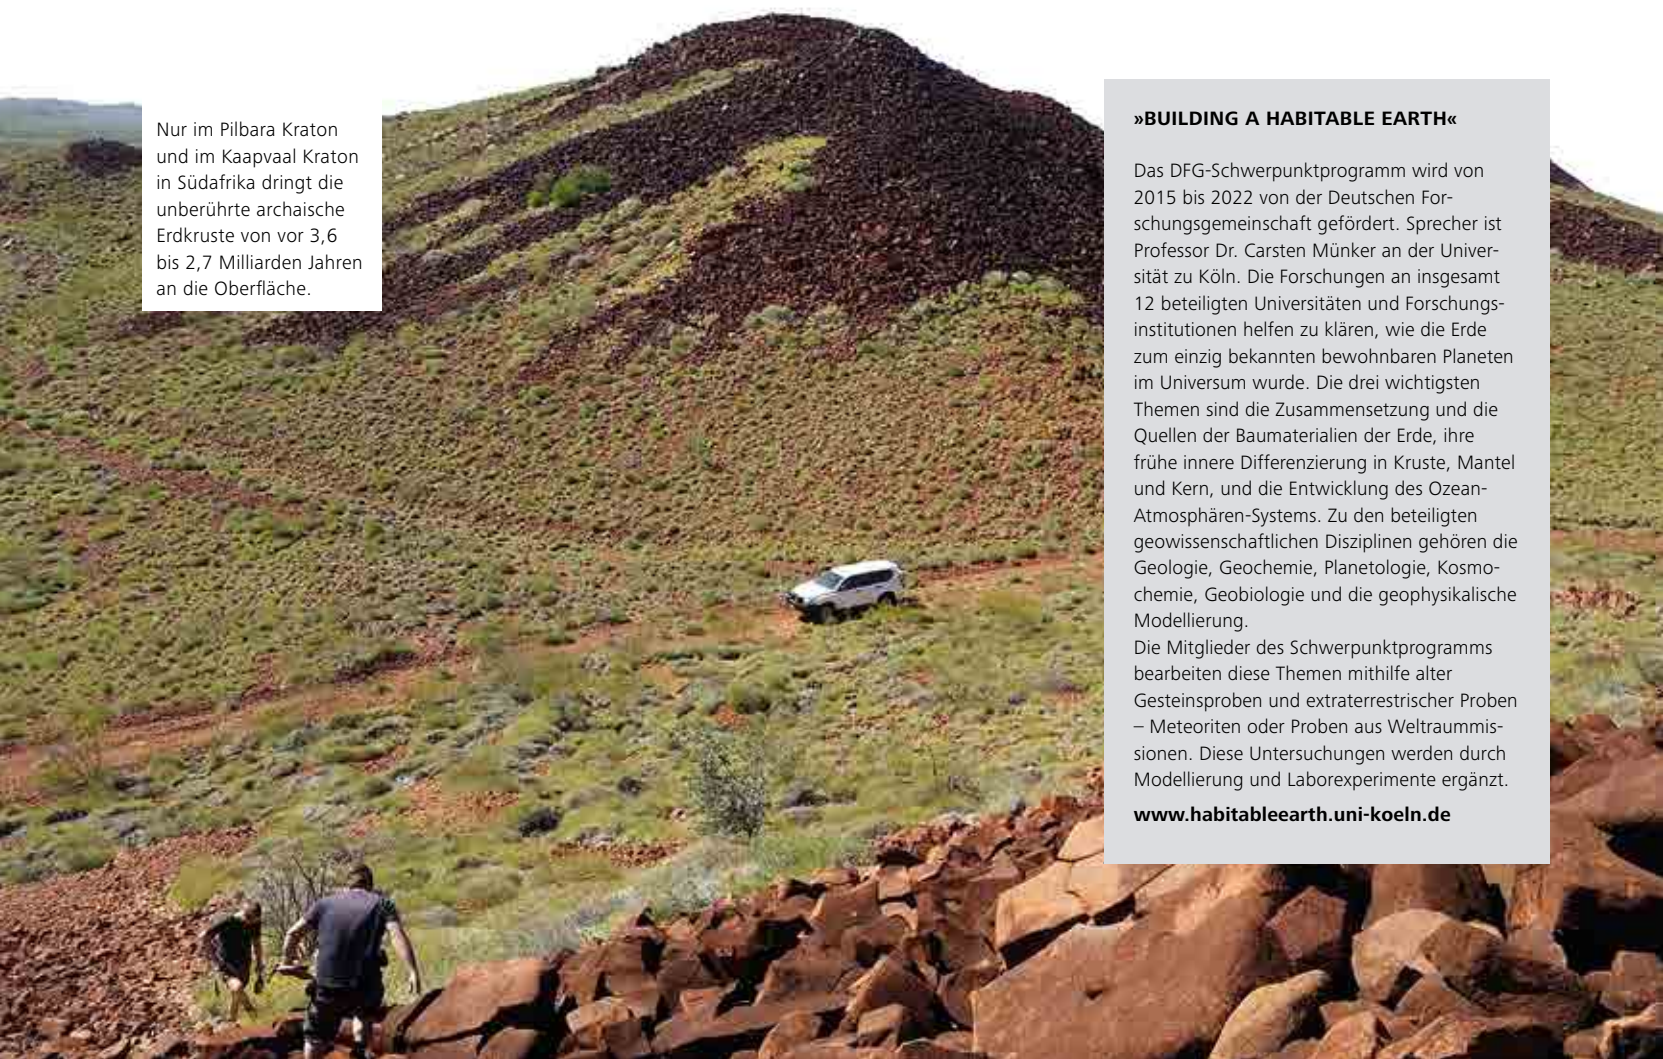 Nur im Pilbara Kraton
und im Kaapvaal Kraton
in Südafrika dringt die
unberührte archaische
Erdkruste von vor 3,6
bis 2,7 Milliarden Jahren
an die Oberfläche.
»BUILDING A HABITABLE EARTH«
Das DFG-Schwerpunktprogramm wird von
2015 bis 2022 von der Deutschen For-
schungsgemeinschaft gefördert. Sprecher ist
Professor Dr. Carsten Münker an der Univer-
sität zu Köln. Die Forschungen an insgesamt
12 beteiligten Universitäten und Forschungs-
institutionen helfen zu klären, wie die Erde
zum einzig bekannten bewohnbaren Planeten
im Universum wurde. Die drei wichtigsten
Themen sind die Zusammensetzung und die
Quellen der Baumaterialien der Erde, ihre
frühe innere Differenzierung in Kruste, Mantel
und Kern, und die Entwicklung des Ozean-
Atmosphären-Systems. Zu den beteiligten
geowissenschaftlichen Disziplinen gehören die
Geologie, Geochemie, Planetologie, Kosmo-
chemie, Geobiologie und die geophysikalische
Modellierung.
Die Mitglieder des Schwerpunktprogramms
bearbeiten diese Themen mithilfe alter
Gesteinsproben und extraterrestrischer Proben
– Meteoriten oder Proben aus Weltraummis-
sionen. Diese Untersuchungen werden durch
Modellierung und Laborexperimente ergänzt.
www.habitableearth.uni-koeln.de